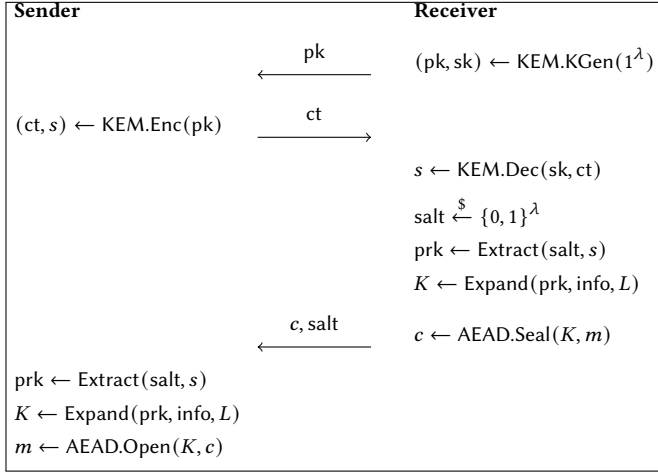 Sender Receiver
pk (pk, sk) ← KEM.KGen(1^λ)
(ct, s) ← KEM.Enc(pk) ct
s ← KEM.Dec(sk, ct)
salt ←$ {0, 1}^λ
prk ← Extract(salt, s)
K ← Expand(prk, info, L)
c, salt c ← AEAD.Seal(K, m)
prk ← Extract(salt, s)
K ← Expand(prk, info, L)
m ← AEAD.Open(K, c)